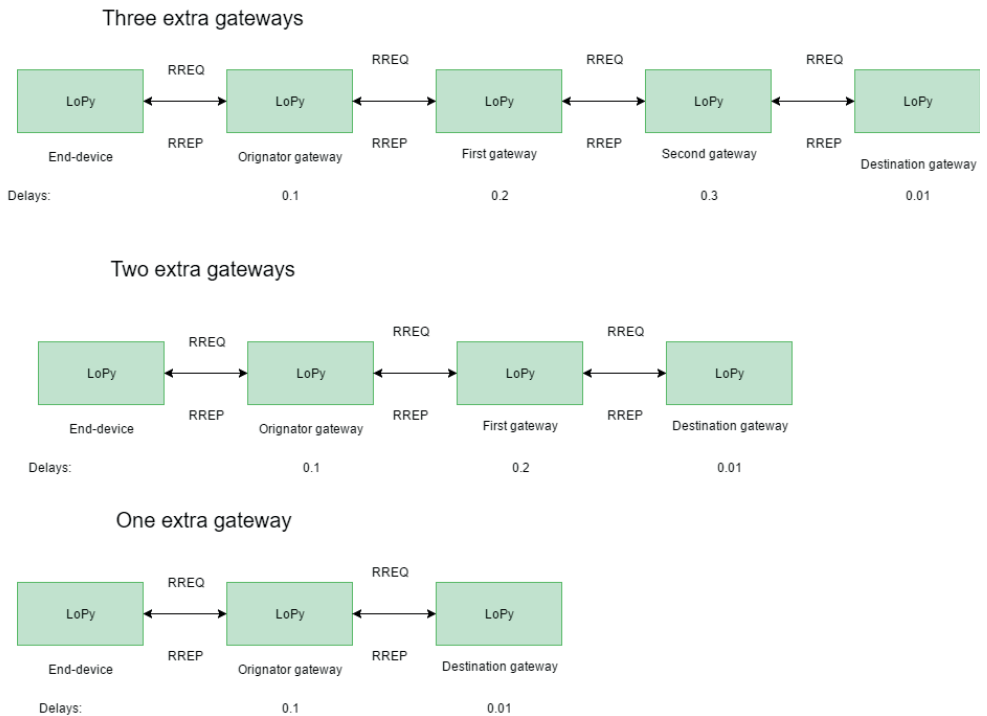 Three extra gateways
RREQ RREQ RREQ RREQ
LoPy LoPy LoPy LoPy LoPy
RREP RREP RREP RREP
End-device Orignator gateway First gateway Second gateway Destination gateway
Delays: 0.1 0.2 0.3 0.01
Two extra gateways
RREQ RREQ RREQ
LoPy LoPy LoPy LoPy
RREP RREP RREP
End-device Orignator gateway First gateway Destination gateway
Delays: 0.1 0.2 0.01
One extra gateway
RREQ RREQ
LoPy LoPy LoPy
RREP RREP
End-device Orignator gateway Destination gateway
Delays: 0.1 0.01